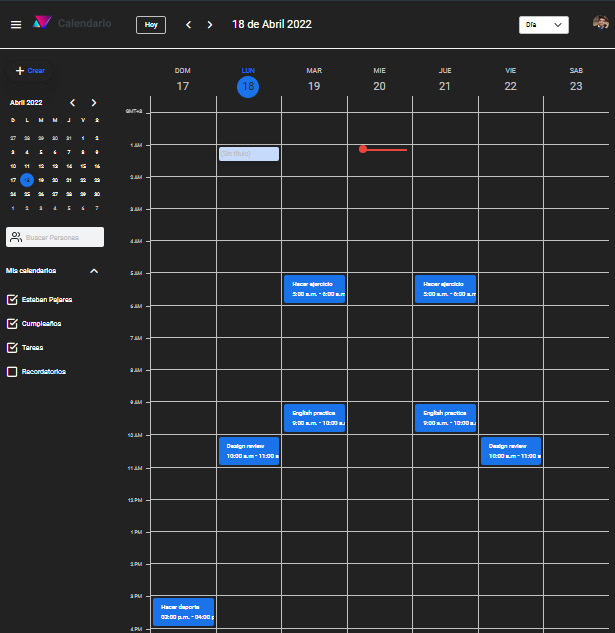 Calendario
Hoy
18 de Abril 2022
Día
Crear
Abril 2022
D L M M J V S
27 28 29 30 31 1 2
3 4 5 6 7 8 9
10 11 12 13 14 15 16
17 18 19 20 21 22 23
24 25 26 27 28 29 30
1 2 3 4 5 6 7
Buscar Personas
Mis calendarios
Esteban Pajares
Cumpleaños
Tareas
Recordatorios
DOM LUN MAR MIE JUE VIE SAB
17 18 19 20 21 22 23
1 AM
(Sin título)
2 AM
3 AM
4 AM
5 AM
Hacer ejercicio
5:00 a.m. - 6:00 a.m
Hacer ejercicio
5:00 a.m. - 6:00 a.m
6 AM
7 AM
8 AM
9 AM
English practice
9:00 a.m. - 10:00 a.
English practice
9:00 a.m. - 10:00 a.
10 AM
Design review
10:00 a.m - 11:00 a
Design review
10:00 a.m - 11:00 a
11 AM
12 PM
1 PM
2 PM
3 PM
Hacer deporte
03:00 p.m. - 04:00 p
4 PM